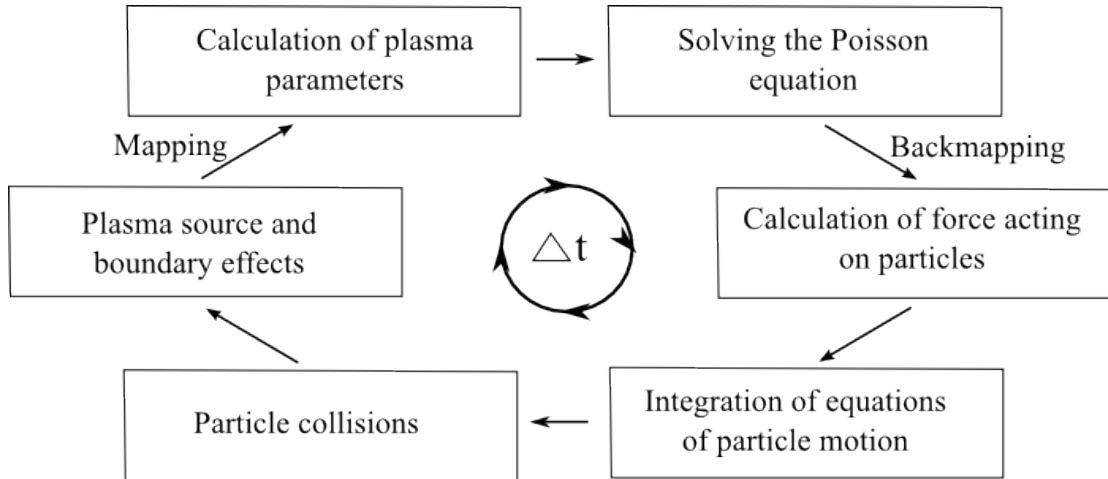 Calculation of plasma
parameters
Solving the Poisson
equation
Mapping
Backmapping
Plasma source and
boundary effects
△t
Calculation of force acting
on particles
Particle collisions
Integration of equations
of particle motion